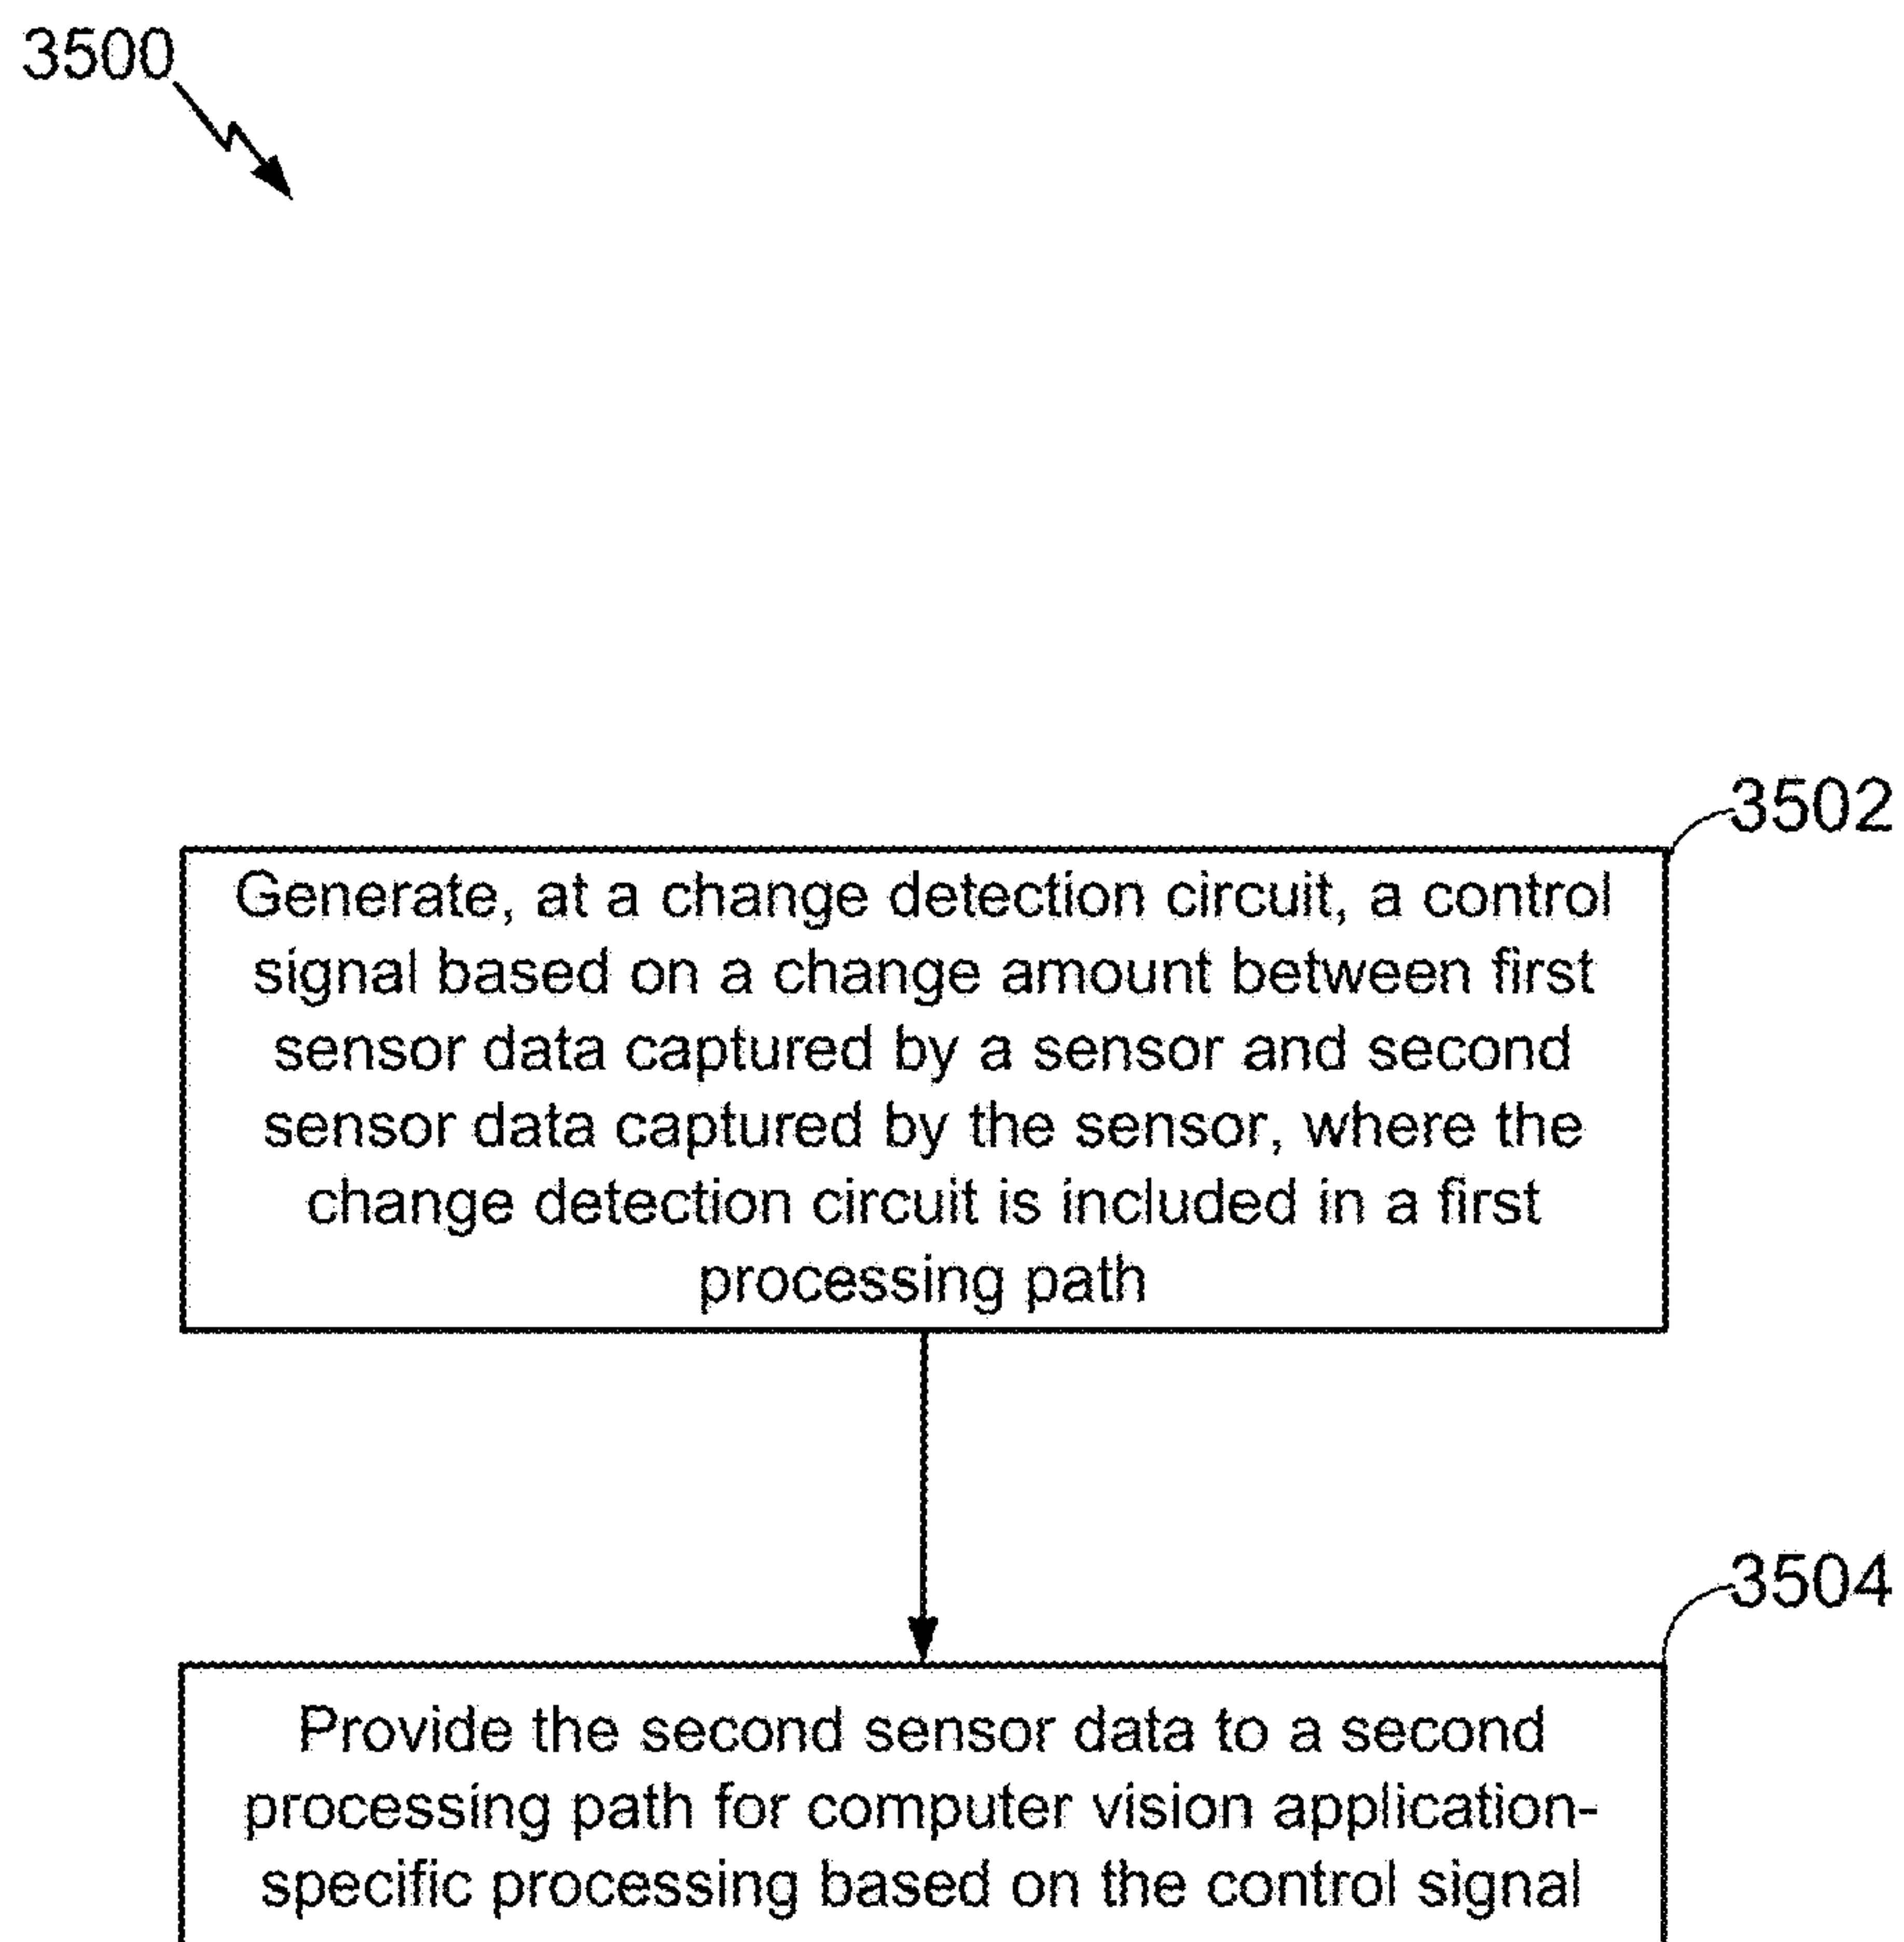 3500
3502
Generate, at a change detection circuit, a control
signal based on a change amount between first
sensor data captured by a sensor and second
sensor data captured by the sensor, where the
change detection circuit is included in a first
processing path
3504
Provide the second sensor data to a second
processing path for computer vision application-
specific processing based on the control signal